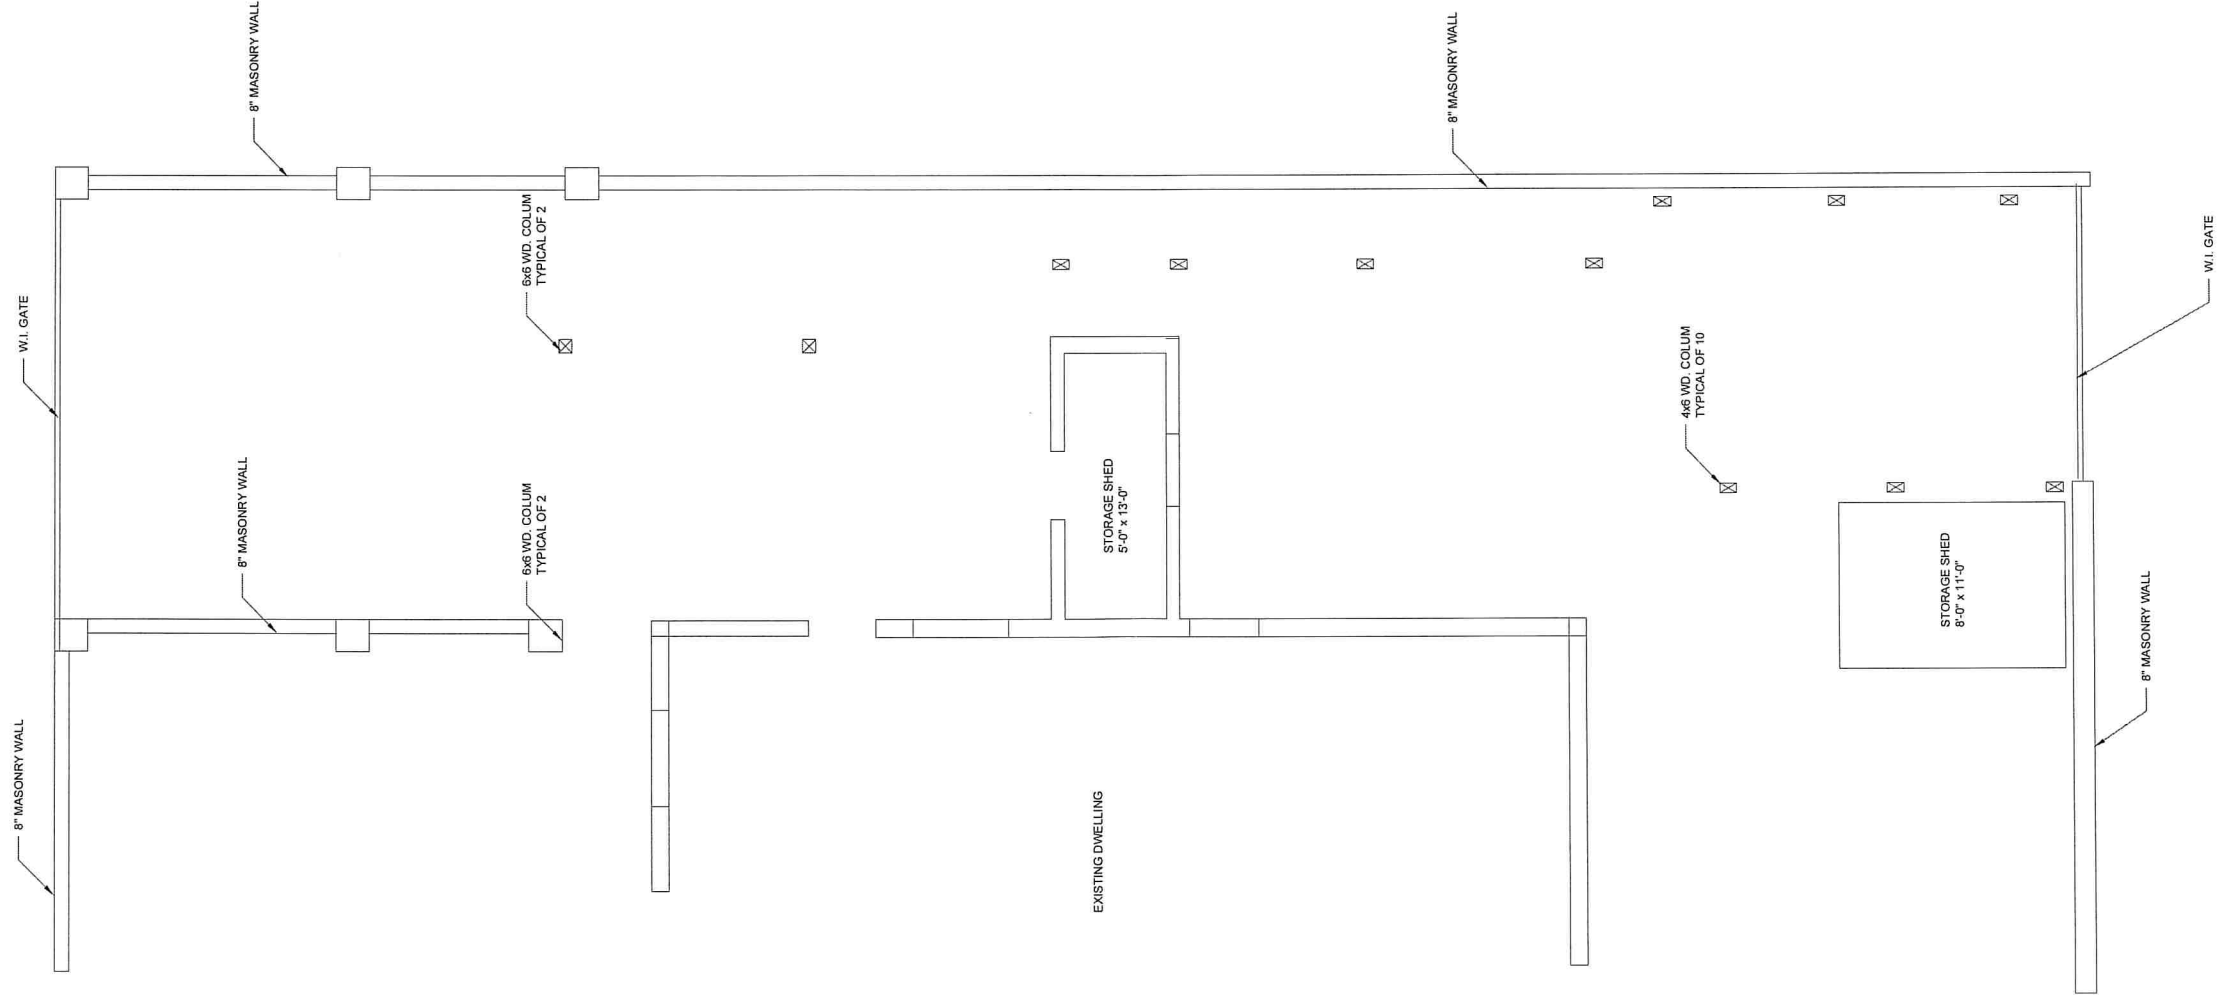 8" MASONRY WALL
W.I. GATE
8" MASONRY WALL
8" MASONRY WALL
6x6 WD. COLUM
TYPICAL OF 2
6x6 WD. COLUM
TYPICAL OF 2
EXISTING DWELLING
STORAGE SHED
5'-0" x 13'-0"
8" MASONRY WALL
4x6 WD. COLUM
TYPICAL OF 10
STORAGE SHED
8'-0" x 11'-0"
8" MASONRY WALL
W.I. GATE